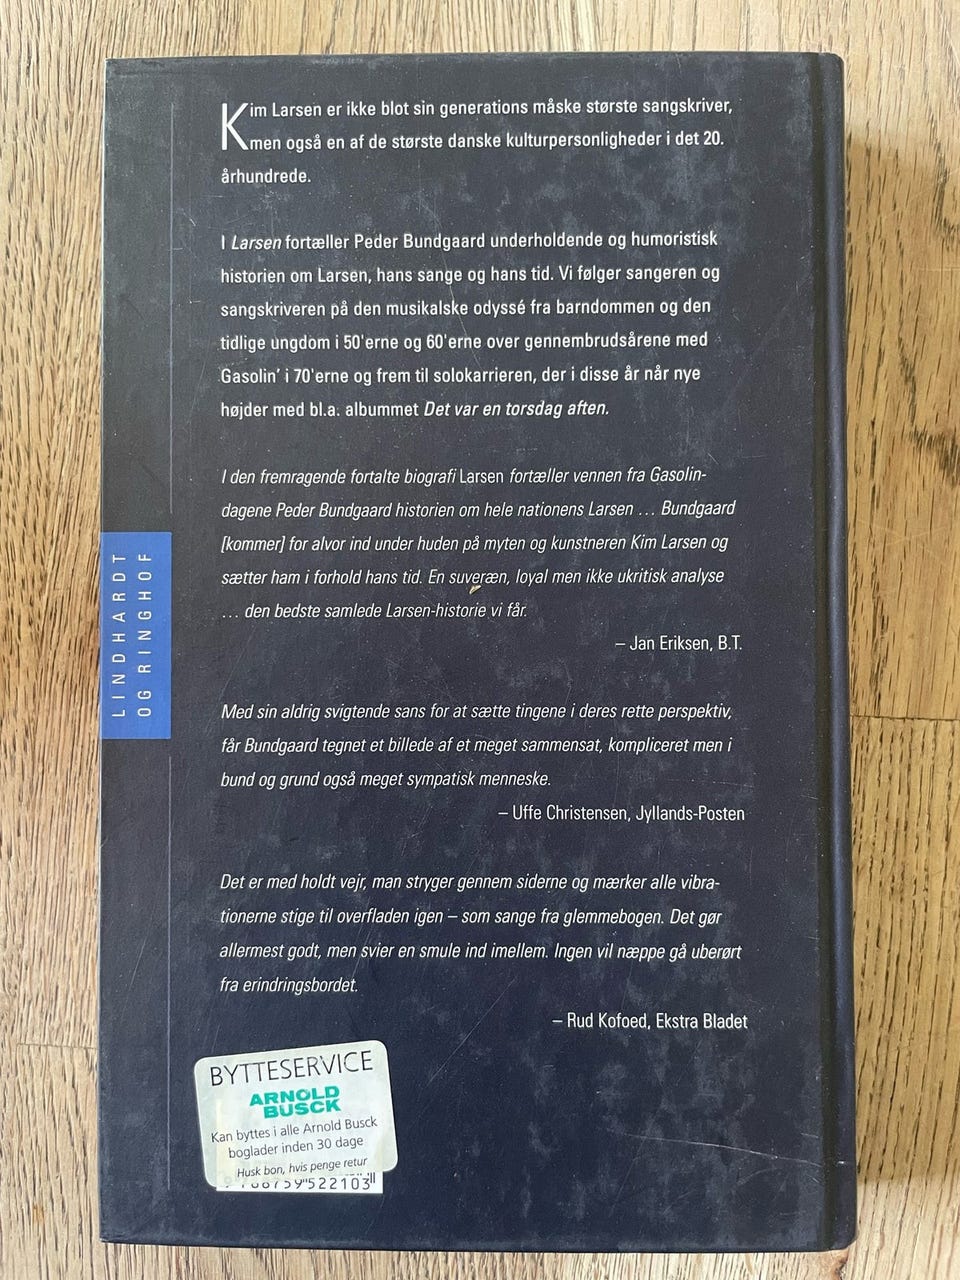 Kim Larsen er ikke blot sin generations måske største sangskriver,
men også en af de største danske kulturpersonligheder i det 20.
århundrede.
I Larsen fortæller Peder Bundgaard underholdende og humoristisk
historien om Larsen, hans sange og hans tid. Vi følger sangeren og
sangskriveren på den musikalske odyssé fra barndommen og den
tidlige ungdom i 50'erne og 60'erne over gennembrudsårene med
Gasolin' i 70'erne og frem til solokarrieren, der i disse år når nye
højder med bl.a. albummet Det var en torsdag aften.
I den fremragende fortalte biografi Larsen fortæller vennen fra Gasolin-
dagene Peder Bundgaard historien om hele nationens Larsen … Bundgaard
[kommer] for alvor ind under huden på myten og kunstneren Kim Larsen og
sætter ham i forhold hans tid. En suveræn, loyal men ikke ukritisk analyse
… den bedste samlede Larsen-historie vi får.
– Jan Eriksen, B.T.
Med sin aldrig svigtende sans for at sætte tingene i deres rette perspektiv,
får Bundgaard tegnet et billede af et meget sammensat, kompliceret men i
bund og grund også meget sympatisk menneske.
– Uffe Christensen, Jyllands-Posten
Det er med holdt vejr, man stryger gennem siderne og mærker alle vibra-
tionerne stige til overfladen igen – som sange fra glemmebogen. Det gør
allermest godt, men svier en smule ind imellem. Ingen vil næppe gå uberørt
fra erindringsbordet.
– Rud Kofoed, Ekstra Bladet
LINDHARDT
OG RINGHOF
BYTTESERVICE
ARNOLD
BUSCK
Kan byttes i alle Arnold Busck
boglader inden 30 dage
Husk bon, hvis penge retur
522103